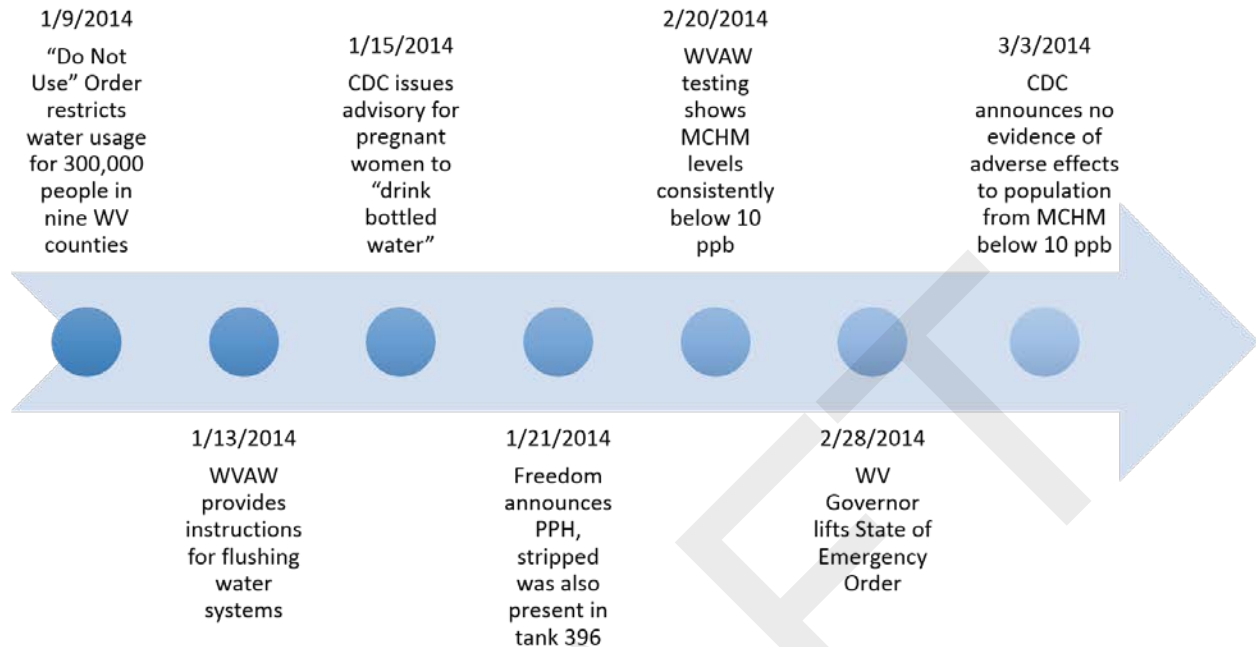 1/9/2014
“Do Not
Use” Order
restricts
water usage
for 300,000
people in
nine WV
counties
1/13/2014
WVAW
provides
instructions
for flushing
water
systems
1/15/2014
CDC issues
advisory for
pregnant
women to
“drink
bottled
water”
1/21/2014
Freedom
announces
PPH,
stripped
was also
present in
tank 396
2/20/2014
WVAW
testing
shows
MCHM
levels
consistently
below 10
ppb
2/28/2014
WV
Governor
lifts State of
Emergency
Order
3/3/2014
CDC
announces no
evidence of
adverse effects
to population
from MCHM
below 10 ppb